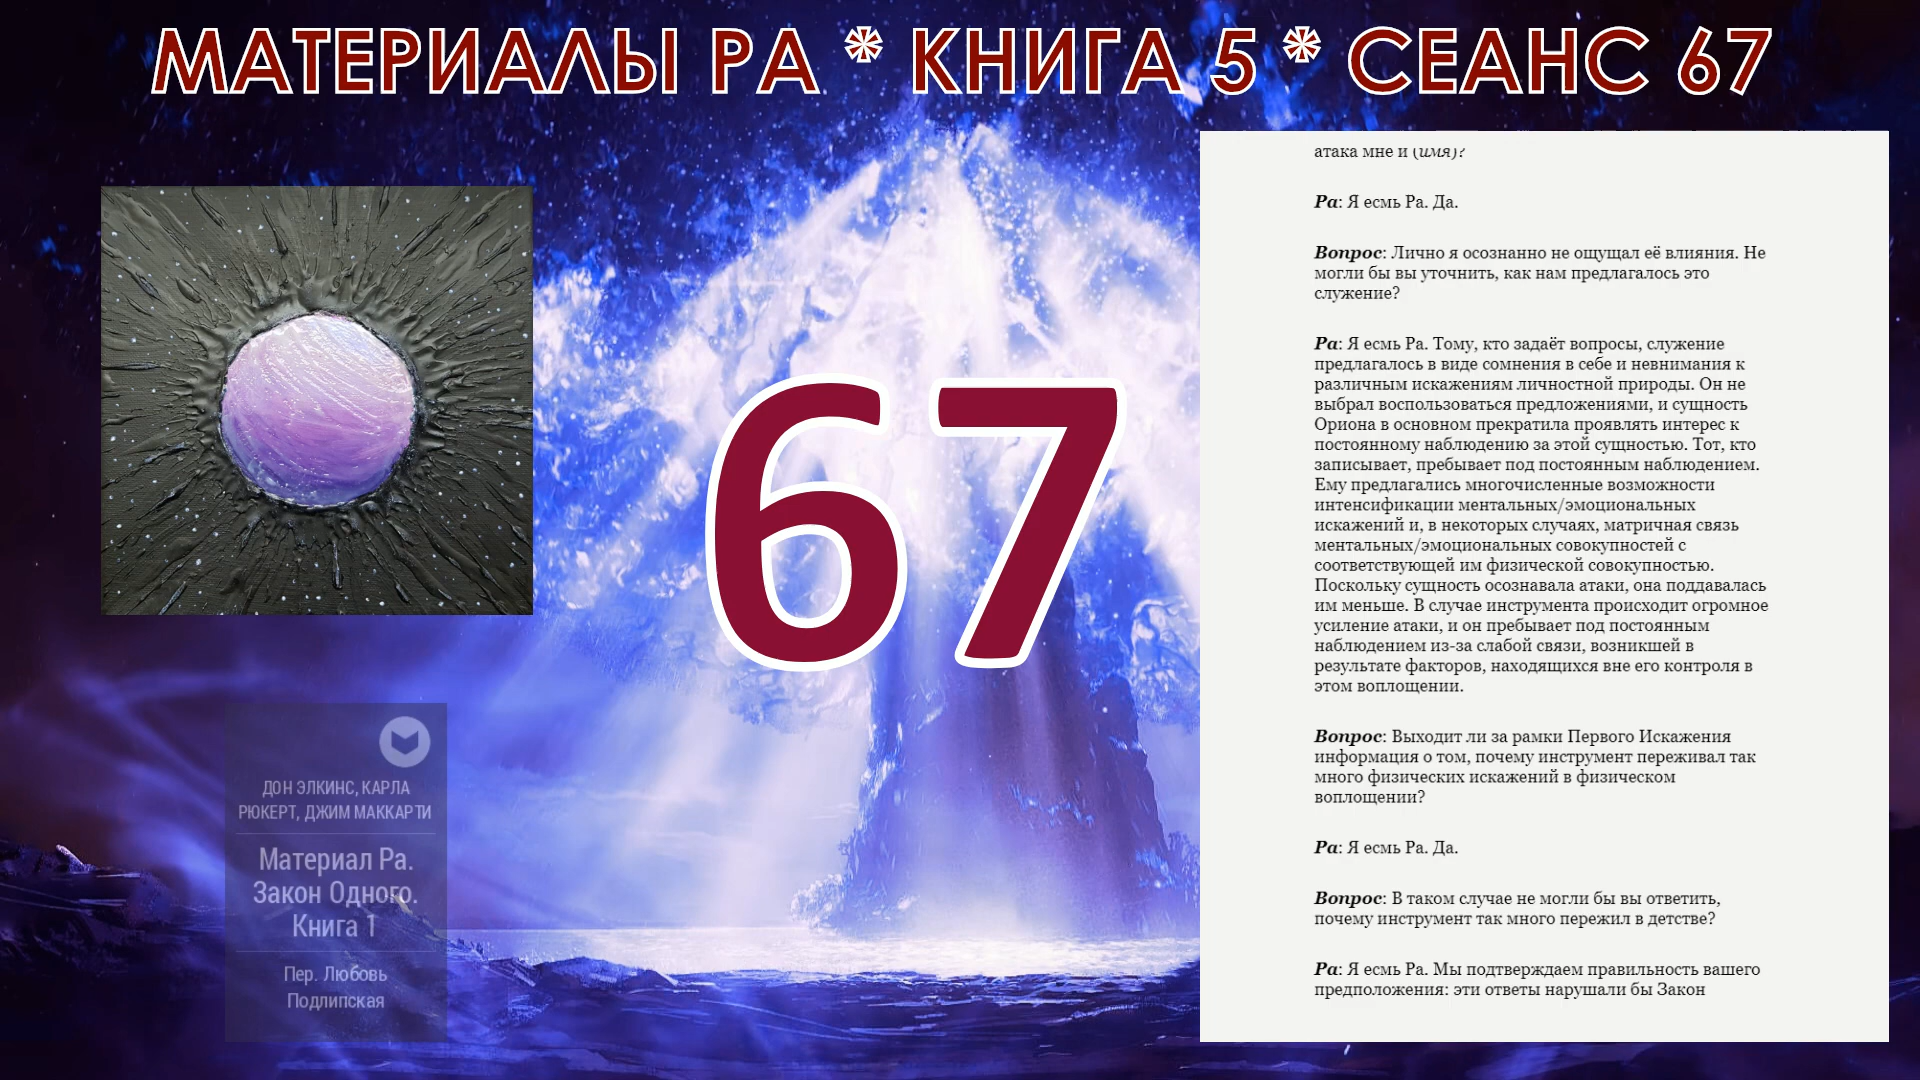 МАТЕРИАЛЫ РА * КНИГА 5 * СЕАНС 67
67
ДОН ЭЛКИНС, КАРЛА
РЮКЕРТ, ДЖИМ МАККАРТИ
Материал Ра.
Закон Одного.
Книга 1
Пер. Любовь
Подлипская
атака мне и (имя)?
Ра: Я есмь Ра. Да.
Вопрос: Лично я осознанно не ощущал её влияния. Не
могли бы вы уточнить, как нам предлагалось это
служение?
Ра: Я есмь Ра. Тому, кто задаёт вопросы, служение
предлагалось в виде сомнения в себе и невнимания к
различным искажениям личностной природы. Он не
выбрал воспользоваться предложениями, и сущность
Ориона в основном прекратила проявлять интерес к
постоянному наблюдению за этой сущностью. Тот, кто
записывает, пребывает под постоянным наблюдением.
Ему предлагались многочисленные возможности
интенсификации ментальных/эмоциональных
искажений и, в некоторых случаях, матричная связь
ментальных/эмоциональных совокупностей с
соответствующей им физической совокупностью.
Поскольку сущность осознавала атаки, она поддавалась
им меньше. В случае инструмента происходит огромное
усиление атаки, и он пребывает под постоянным
наблюдением из-за слабой связи, возникшей в
результате факторов, находящихся вне его контроля в
этом воплощении.
Вопрос: Выходит ли за рамки Первого Искажения
информация о том, почему инструмент переживал так
много физических искажений в физическом
воплощении?
Ра: Я есмь Ра. Да.
Вопрос: В таком случае не могли бы вы ответить,
почему инструмент так много пережил в детстве?
Ра: Я есмь Ра. Мы подтверждаем правильность вашего
предположения: эти ответы нарушали бы Закон